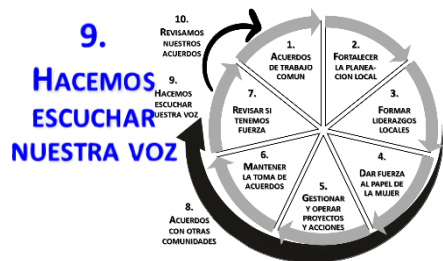 9.
HACEMOS
ESCUCHAR
NUESTRA VOZ
10.
REVISAMOS
NUESTROS
ACUERDOS
9.
HACEMOS
ESCUCHAR
NUESTRA VOZ
8.
ACUERDOS
CON OTRAS
COMUNIDADES
1.
ACUERDOS
DE TRABAJO
COMUN
2.
FORTALECER
LA PLANEA-
CION LOCAL
3.
FORMAR
LIDERAZGOS
LOCALES
4.
DAR FUERZA
AL PAPEL DE
LA MUJER
5.
GESTIONAR
Y OPERAR
PROYECTOS
Y ACCIONES
6.
MANTENER
LA TOMA DE
ACUERDOS
7.
REVISAR SI
TENEMOS
FUERZA